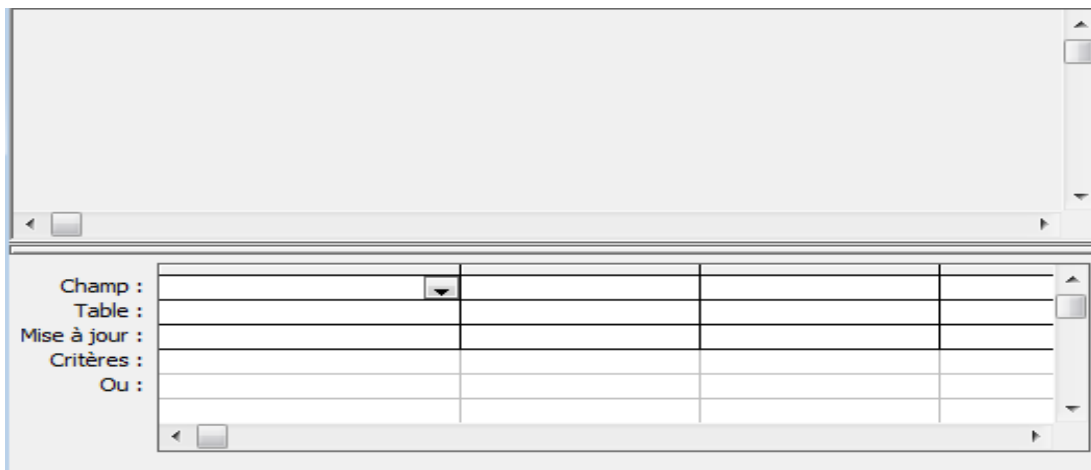 Champ :
Table :
Mise à jour :
Critères :
Ou :